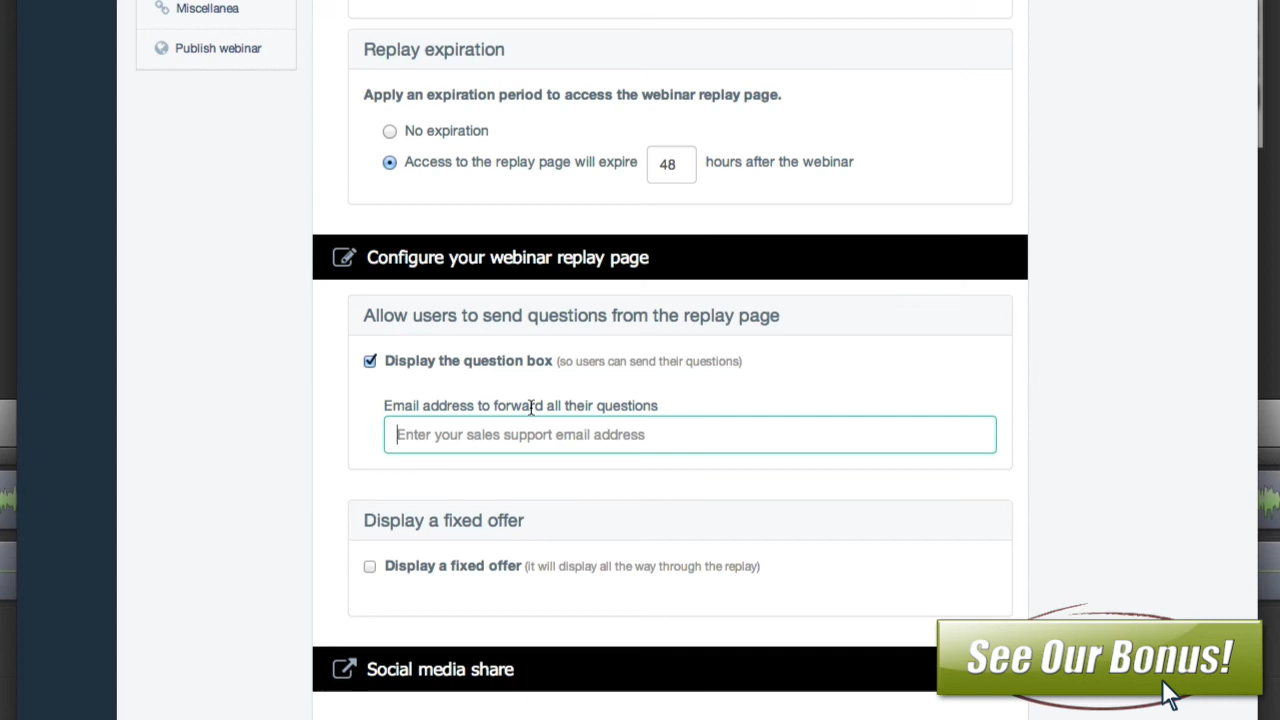 Miscellanea
Publish webinar
Replay expiration
Apply an expiration period to access the webinar replay page.
No expiration
Access to the replay page will expire 48 hours after the webinar
Configure your webinar replay page
Allow users to send questions from the replay page
Display the question box (so users can send their questions)
Email address to forward all their questions
Enter your sales support email address
Display a fixed offer
Display a fixed offer (it will display all the way through the replay)
Social media share
See Our Bonus!